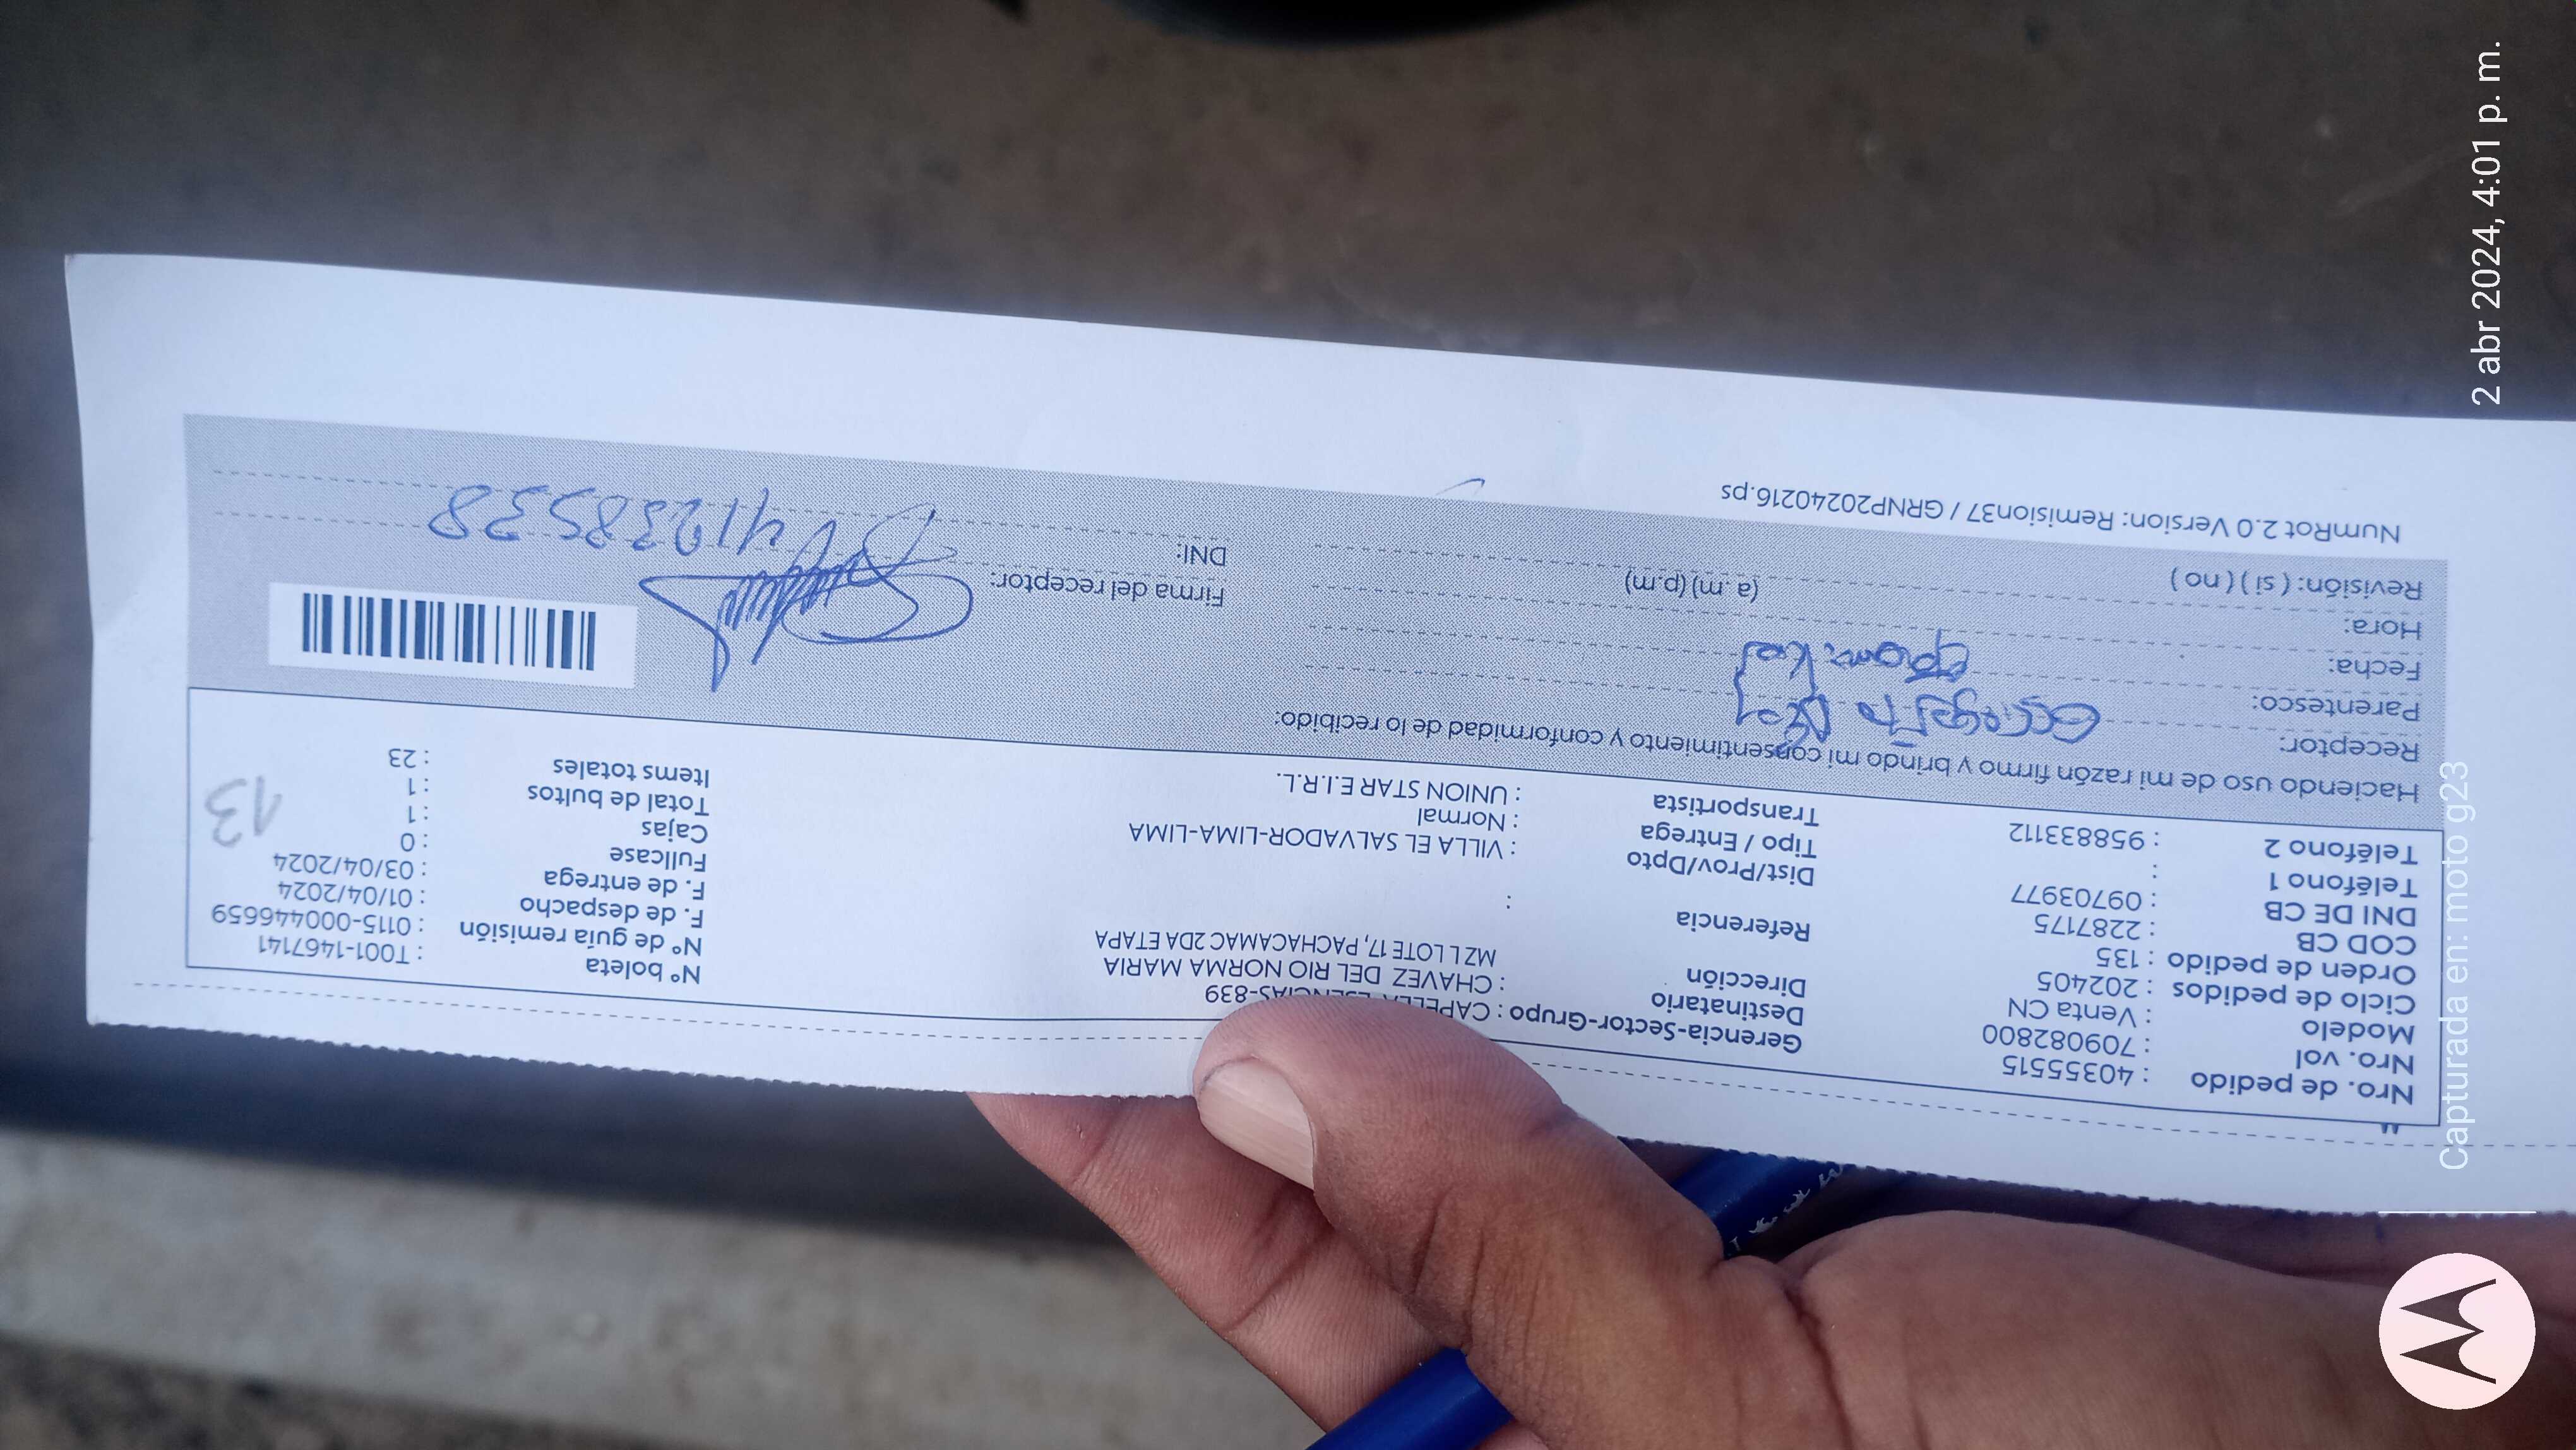 Nro. de pedido : 40355515
Nro. vol : 709082800
Modelo : Venta CN
Ciclo de pedidos : 202405
Orden de pedido : 135
COD CB : 2287175
DNI DE CB : 09703977
Teléfono 1 :
Teléfono 2 : 958833112
Gerencia-Sector-Grupo : CAPELLA ESENCIAS-839
Destinatario : CHAVEZ DEL RIO NORMA MARIA
Dirección MZ L LOTE 17, PACHACAMAC 2DA ETAPA
Referencia :
Dist/Prov/Dpto : VILLA EL SALVADOR-LIMA-LIMA
Tipo / Entrega : Normal
Transportista : UNION STAR E.I.R.L.
N° boleta : T001-1467141
N° de guía remisión : 0115-000446659
F. de despacho : 01/04/2024
F. de entrega : 03/04/2024
Fullcase : 0
Cajas : 1
Total de bultos : 1
Items totales : 23
13
Haciendo uso de mi razón firmo y brindo mi consentimiento y conformidad de lo recibido:
Receptor:
Parentesco:
Fecha:
Hora: (a .m) (p.m)
Revisión: ( si ) ( no )
Firma del receptor:
DNI: 41238538
NumRot 2.0 Version: Remision37 / GRNP20240216.ps
2 abr 2024, 4:01 p. m.
Capturada en: moto g23